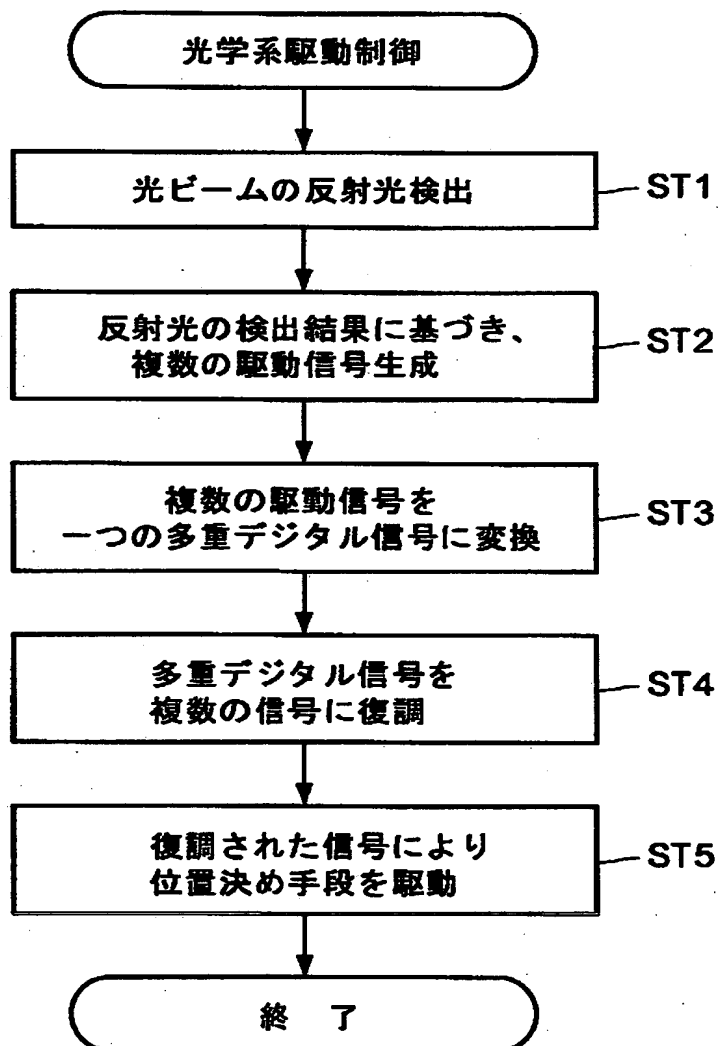 光学系駆動制御
光ビームの反射光検出
ST1
反射光の検出結果に基づき、
複数の駆動信号生成
ST2
複数の駆動信号を
一つの多重デジタル信号に変換
ST3
多重デジタル信号を
複数の信号に復調
ST4
復調された信号により
位置決め手段を駆動
ST5
終 了